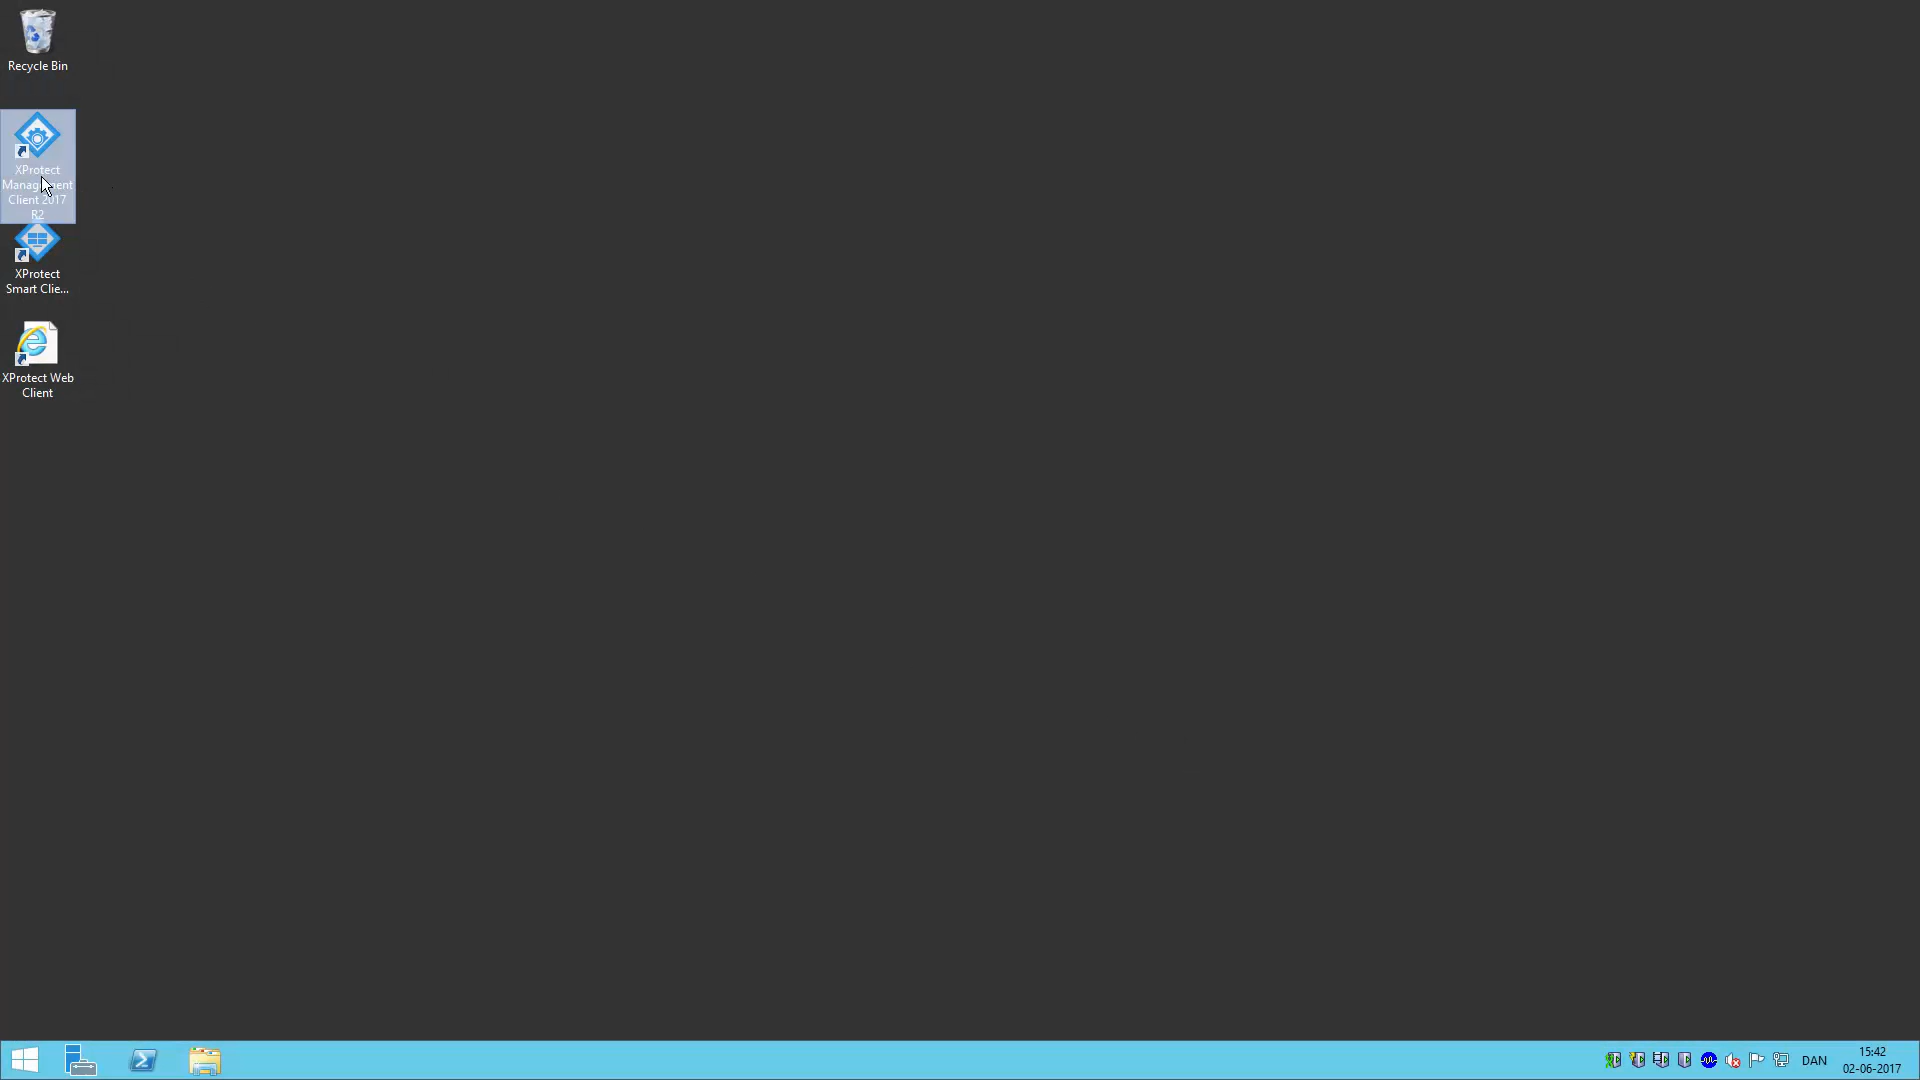 Recycle Bin
XProtect
Management
Client 2017
R2
XProtect
Smart Clie...
XProtect Web
Client
DAN
15:42
02-06-2017